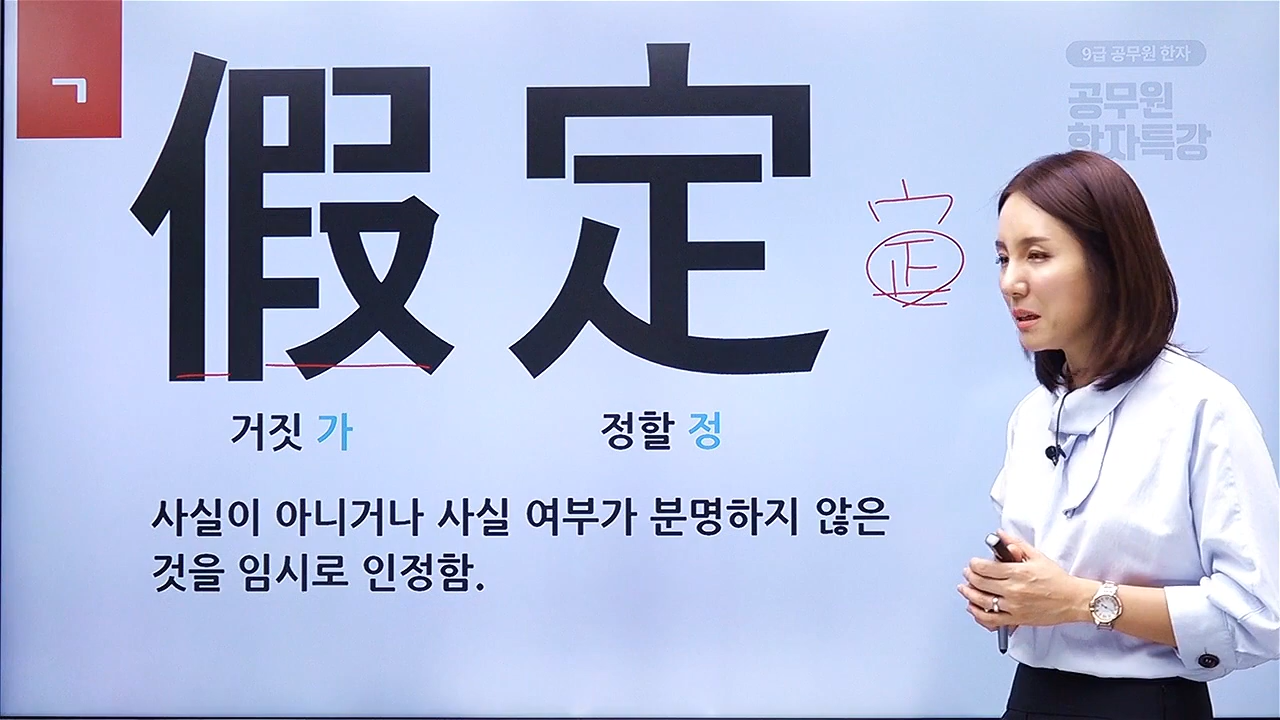 ㄱ
9급 공무원 한자
공무원
한자특강
假定
宀
正
거짓 가
정할 정
사실이 아니거나 사실 여부가 분명하지 않은
것을 임시로 인정함.